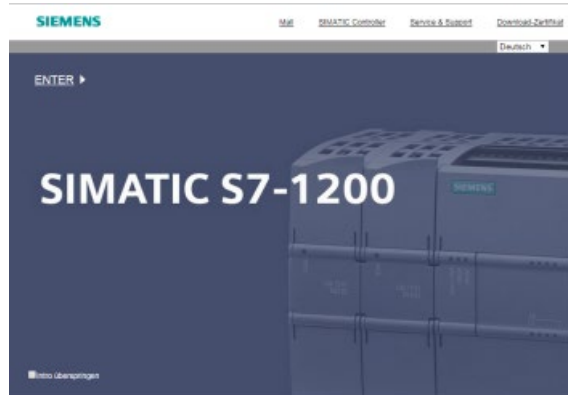 SIEMENS
Mall SIMATIC Controller Service & Support Download-Zertifikat
Deutsch
ENTER
SIMATIC S7-1200
SIEMENS
Intro überspringen